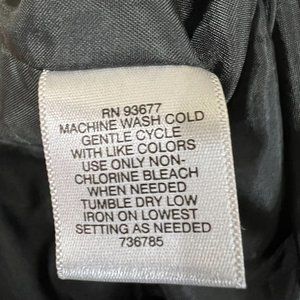 RN 93677
MACHINE WASH COLD
GENTLE CYCLE
WITH LIKE COLORS
USE ONLY NON-
CHLORINE BLEACH
WHEN NEEDED
TUMBLE DRY LOW
IRON ON LOWEST
SETTING AS NEEDED
736785